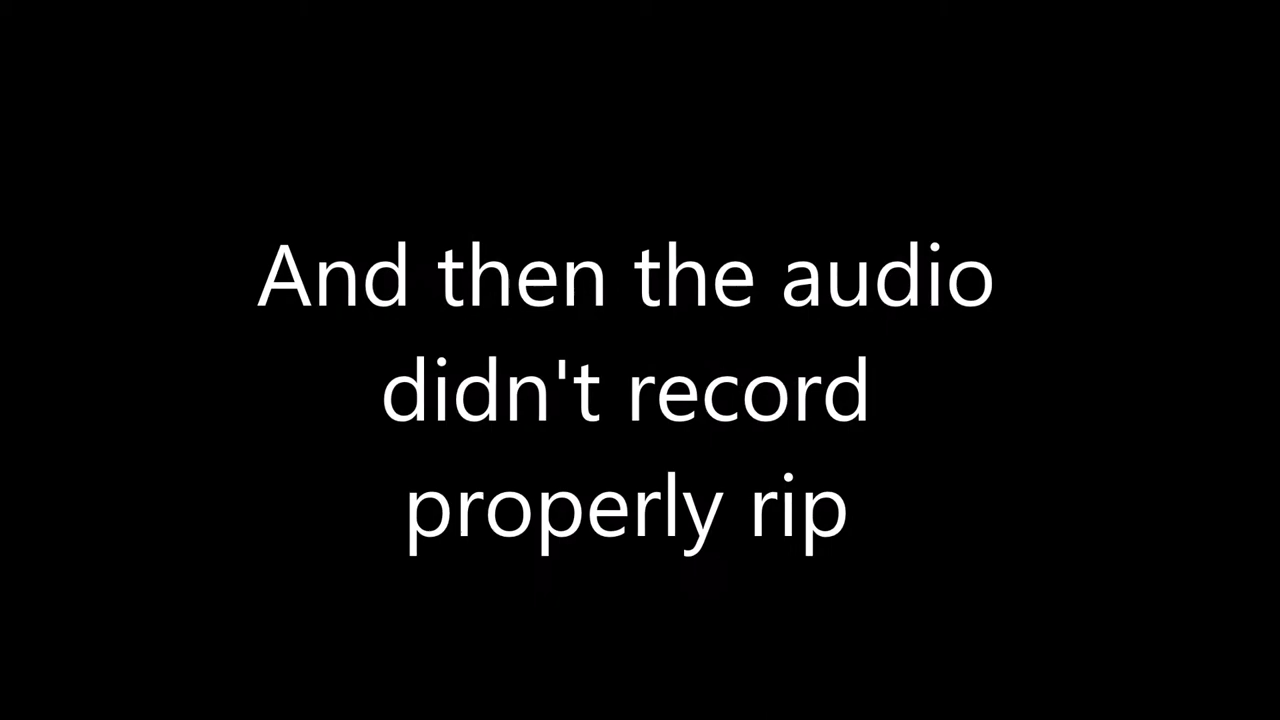 And then the audio
didn't record
properly rip